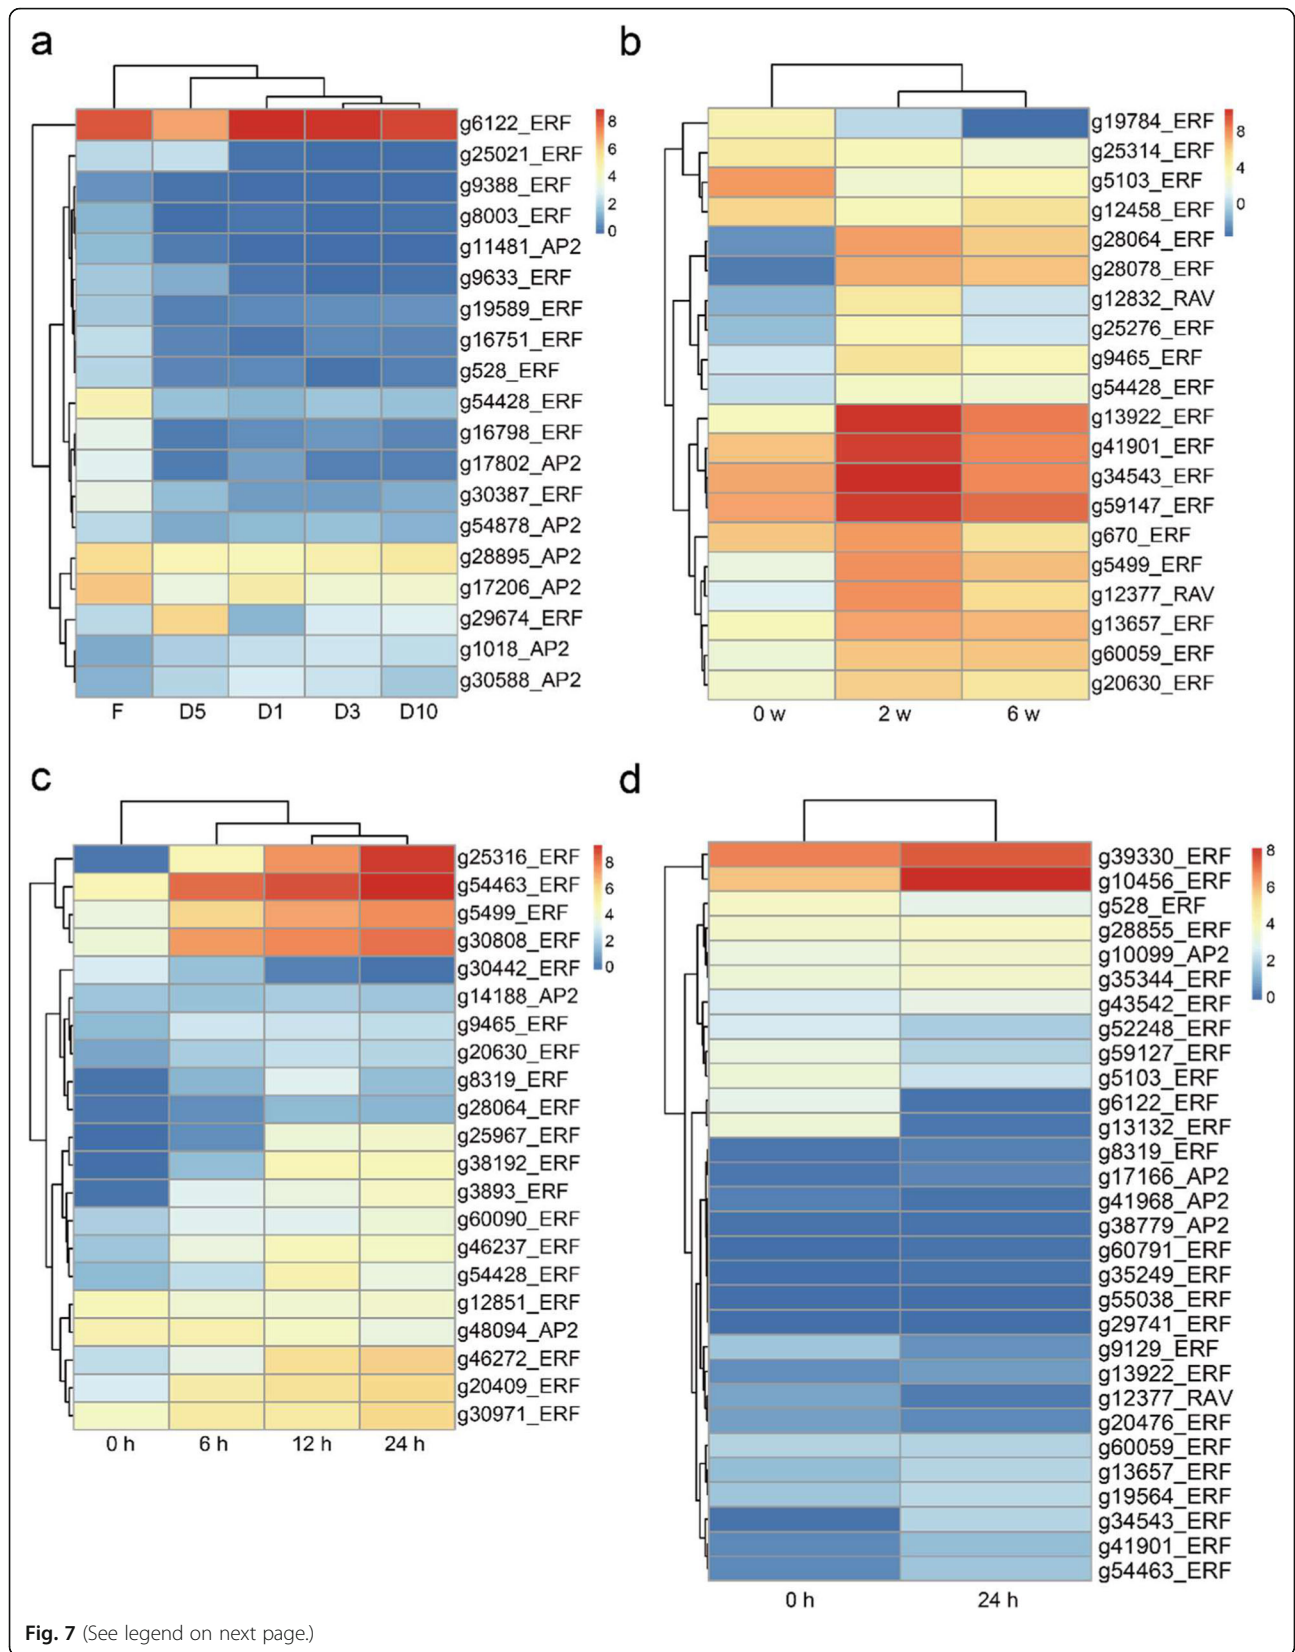 a
g6122_ERF
8
g25021_ERF
6
g9388_ERF
4
g8003_ERF
2
g11481_AP2
0
g9633_ERF
g19589_ERF
g16751_ERF
g528_ERF
g54428_ERF
g16798_ERF
g17802_AP2
g30387_ERF
g54878_AP2
g28895_AP2
g17206_AP2
g29674_ERF
g1018_AP2
g30588_AP2
F D5 D1 D3 D10
b
g19784_ERF
8
g25314_ERF
4
g5103_ERF
0
g12458_ERF
g28064_ERF
g28078_ERF
g12832_RAV
g25276_ERF
g9465_ERF
g54428_ERF
g13922_ERF
g41901_ERF
g34543_ERF
g59147_ERF
g670_ERF
g5499_ERF
g12377_RAV
g13657_ERF
g60059_ERF
g20630_ERF
0 w 2 w 6 w
c
g25316_ERF
8
g54463_ERF
6
g5499_ERF
4
g30808_ERF
2
g30442_ERF
0
g14188_AP2
g9465_ERF
g20630_ERF
g8319_ERF
g28064_ERF
g25967_ERF
g38192_ERF
g3893_ERF
g60090_ERF
g46237_ERF
g54428_ERF
g12851_ERF
g48094_AP2
g46272_ERF
g20409_ERF
g30971_ERF
0 h 6 h 12 h 24 h
d
g39330_ERF
8
g10456_ERF
6
g528_ERF
g28855_ERF
4
g10099_AP2
2
g35344_ERF
0
g43542_ERF
g52248_ERF
g59127_ERF
g5103_ERF
g6122_ERF
g13132_ERF
g8319_ERF
g17166_AP2
g41968_AP2
g38779_AP2
g60791_ERF
g35249_ERF
g55038_ERF
g29741_ERF
g9129_ERF
g13922_ERF
g12377_RAV
g20476_ERF
g60059_ERF
g13657_ERF
g19564_ERF
g34543_ERF
g41901_ERF
g54463_ERF
0 h 24 h
Fig. 7 (See legend on next page.)